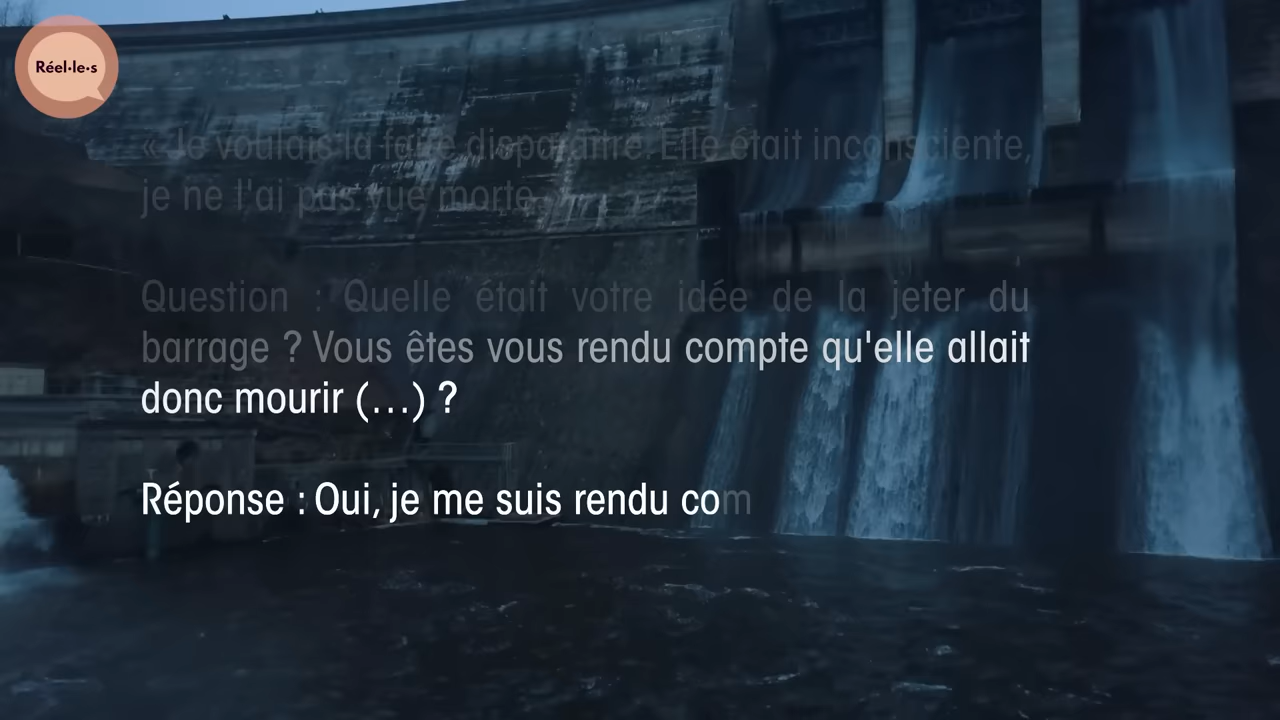 Réel·le·s
« Je voulais la faire disparaître. Elle était inconsciente,
je ne l'ai pas vue morte.
Question : Quelle était votre idée de la jeter du
barrage ? Vous êtes vous rendu compte qu'elle allait
donc mourir (…) ?
Réponse : Oui, je me suis rendu com